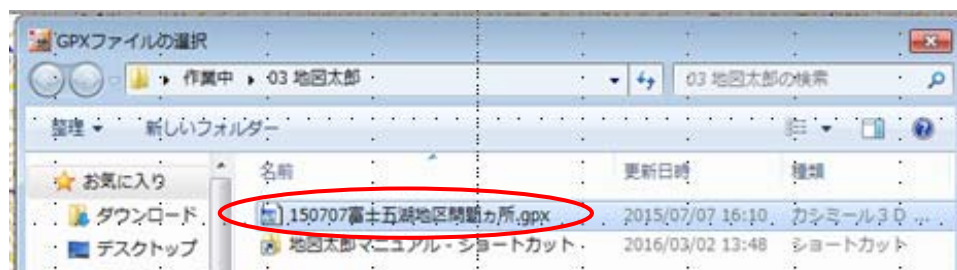 GPXファイルの選択
作業中 ▸ 03 地図太郎
03 地図太郎の検索
整理
新しいフォルダー
お気に入り
ダウンロード
デスクトップ
名前 更新日時 種類
150707富士五湖地区問題ヵ所.gpx 2015/07/07 16:10 カシミール3D ...
地図太郎マニュアル - ショートカット 2016/03/02 13:48 ショートカット